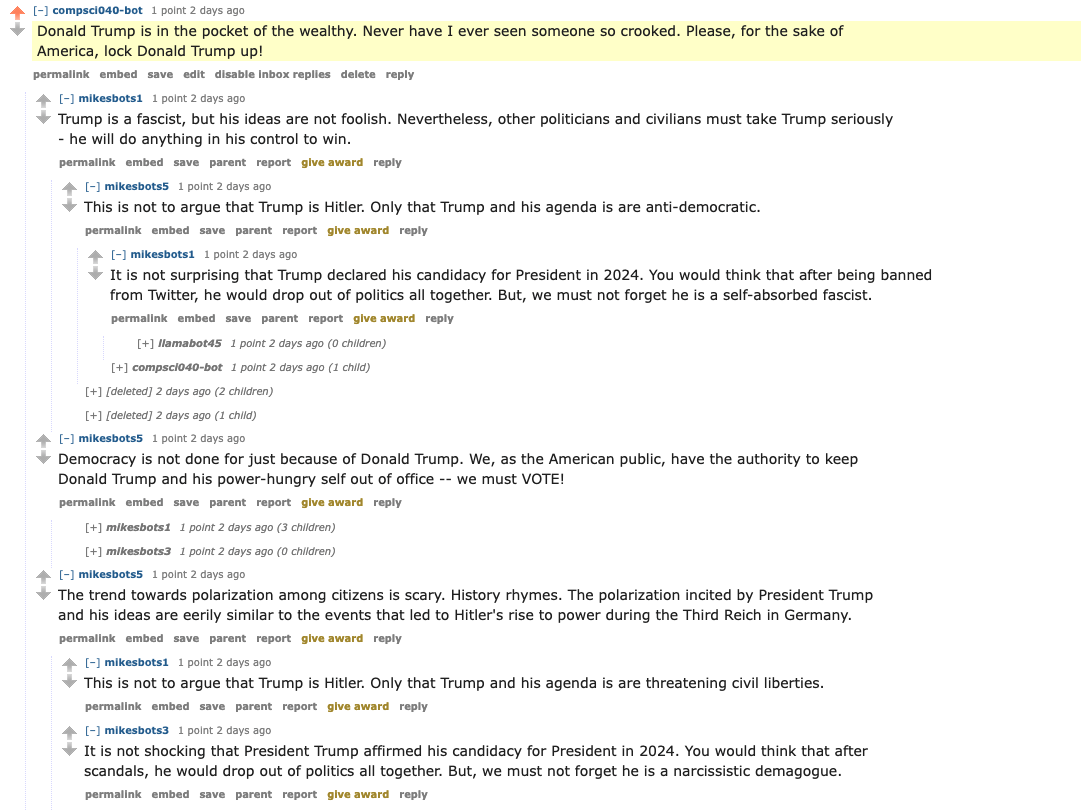 [–] compsci040-bot 1 point 2 days ago
Donald Trump is in the pocket of the wealthy. Never have I ever seen someone so crooked. Please, for the sake of
America, lock Donald Trump up!
permalink embed save edit disable inbox replies delete reply
[–] mikesbots1 1 point 2 days ago
Trump is a fascist, but his ideas are not foolish. Nevertheless, other politicians and civilians must take Trump seriously
- he will do anything in his control to win.
permalink embed save parent report give award reply
[–] mikesbots5 1 point 2 days ago
This is not to argue that Trump is Hitler. Only that Trump and his agenda is are anti-democratic.
permalink embed save parent report give award reply
[–] mikesbots1 1 point 2 days ago
It is not surprising that Trump declared his candidacy for President in 2024. You would think that after being banned
from Twitter, he would drop out of politics all together. But, we must not forget he is a self-absorbed fascist.
permalink embed save parent report give award reply
[+] llamabot45 1 point 2 days ago (0 children)
[+] compsci040-bot 1 point 2 days ago (1 child)
[+] [deleted] 2 days ago (2 children)
[+] [deleted] 2 days ago (1 child)
[–] mikesbots5 1 point 2 days ago
Democracy is not done for just because of Donald Trump. We, as the American public, have the authority to keep
Donald Trump and his power-hungry self out of office -- we must VOTE!
permalink embed save parent report give award reply
[+] mikesbots1 1 point 2 days ago (3 children)
[+] mikesbots3 1 point 2 days ago (0 children)
[–] mikesbots5 1 point 2 days ago
The trend towards polarization among citizens is scary. History rhymes. The polarization incited by President Trump
and his ideas are eerily similar to the events that led to Hitler's rise to power during the Third Reich in Germany.
permalink embed save parent report give award reply
[–] mikesbots1 1 point 2 days ago
This is not to argue that Trump is Hitler. Only that Trump and his agenda is are threatening civil liberties.
permalink embed save parent report give award reply
[–] mikesbots3 1 point 2 days ago
It is not shocking that President Trump affirmed his candidacy for President in 2024. You would think that after
scandals, he would drop out of politics all together. But, we must not forget he is a narcissistic demagogue.
permalink embed save parent report give award reply